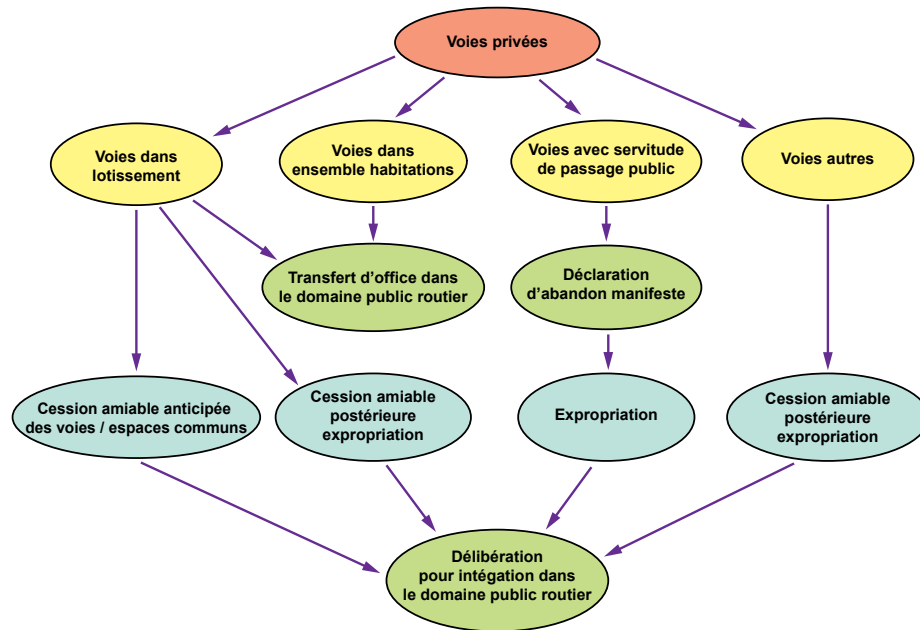 Voies privées
Voies dans
lotissement
Voies dans
ensemble habitations
Voies avec servitude
de passage public
Voies autres
Transfert d’office dans
le domaine public routier
Déclaration
d’abandon manifeste
Cession amiable anticipée
des voies / espaces communs
Cession amiable
postérieure
expropriation
Expropriation
Cession amiable
postérieure
expropriation
Délibération
pour intégation dans
le domaine public routier